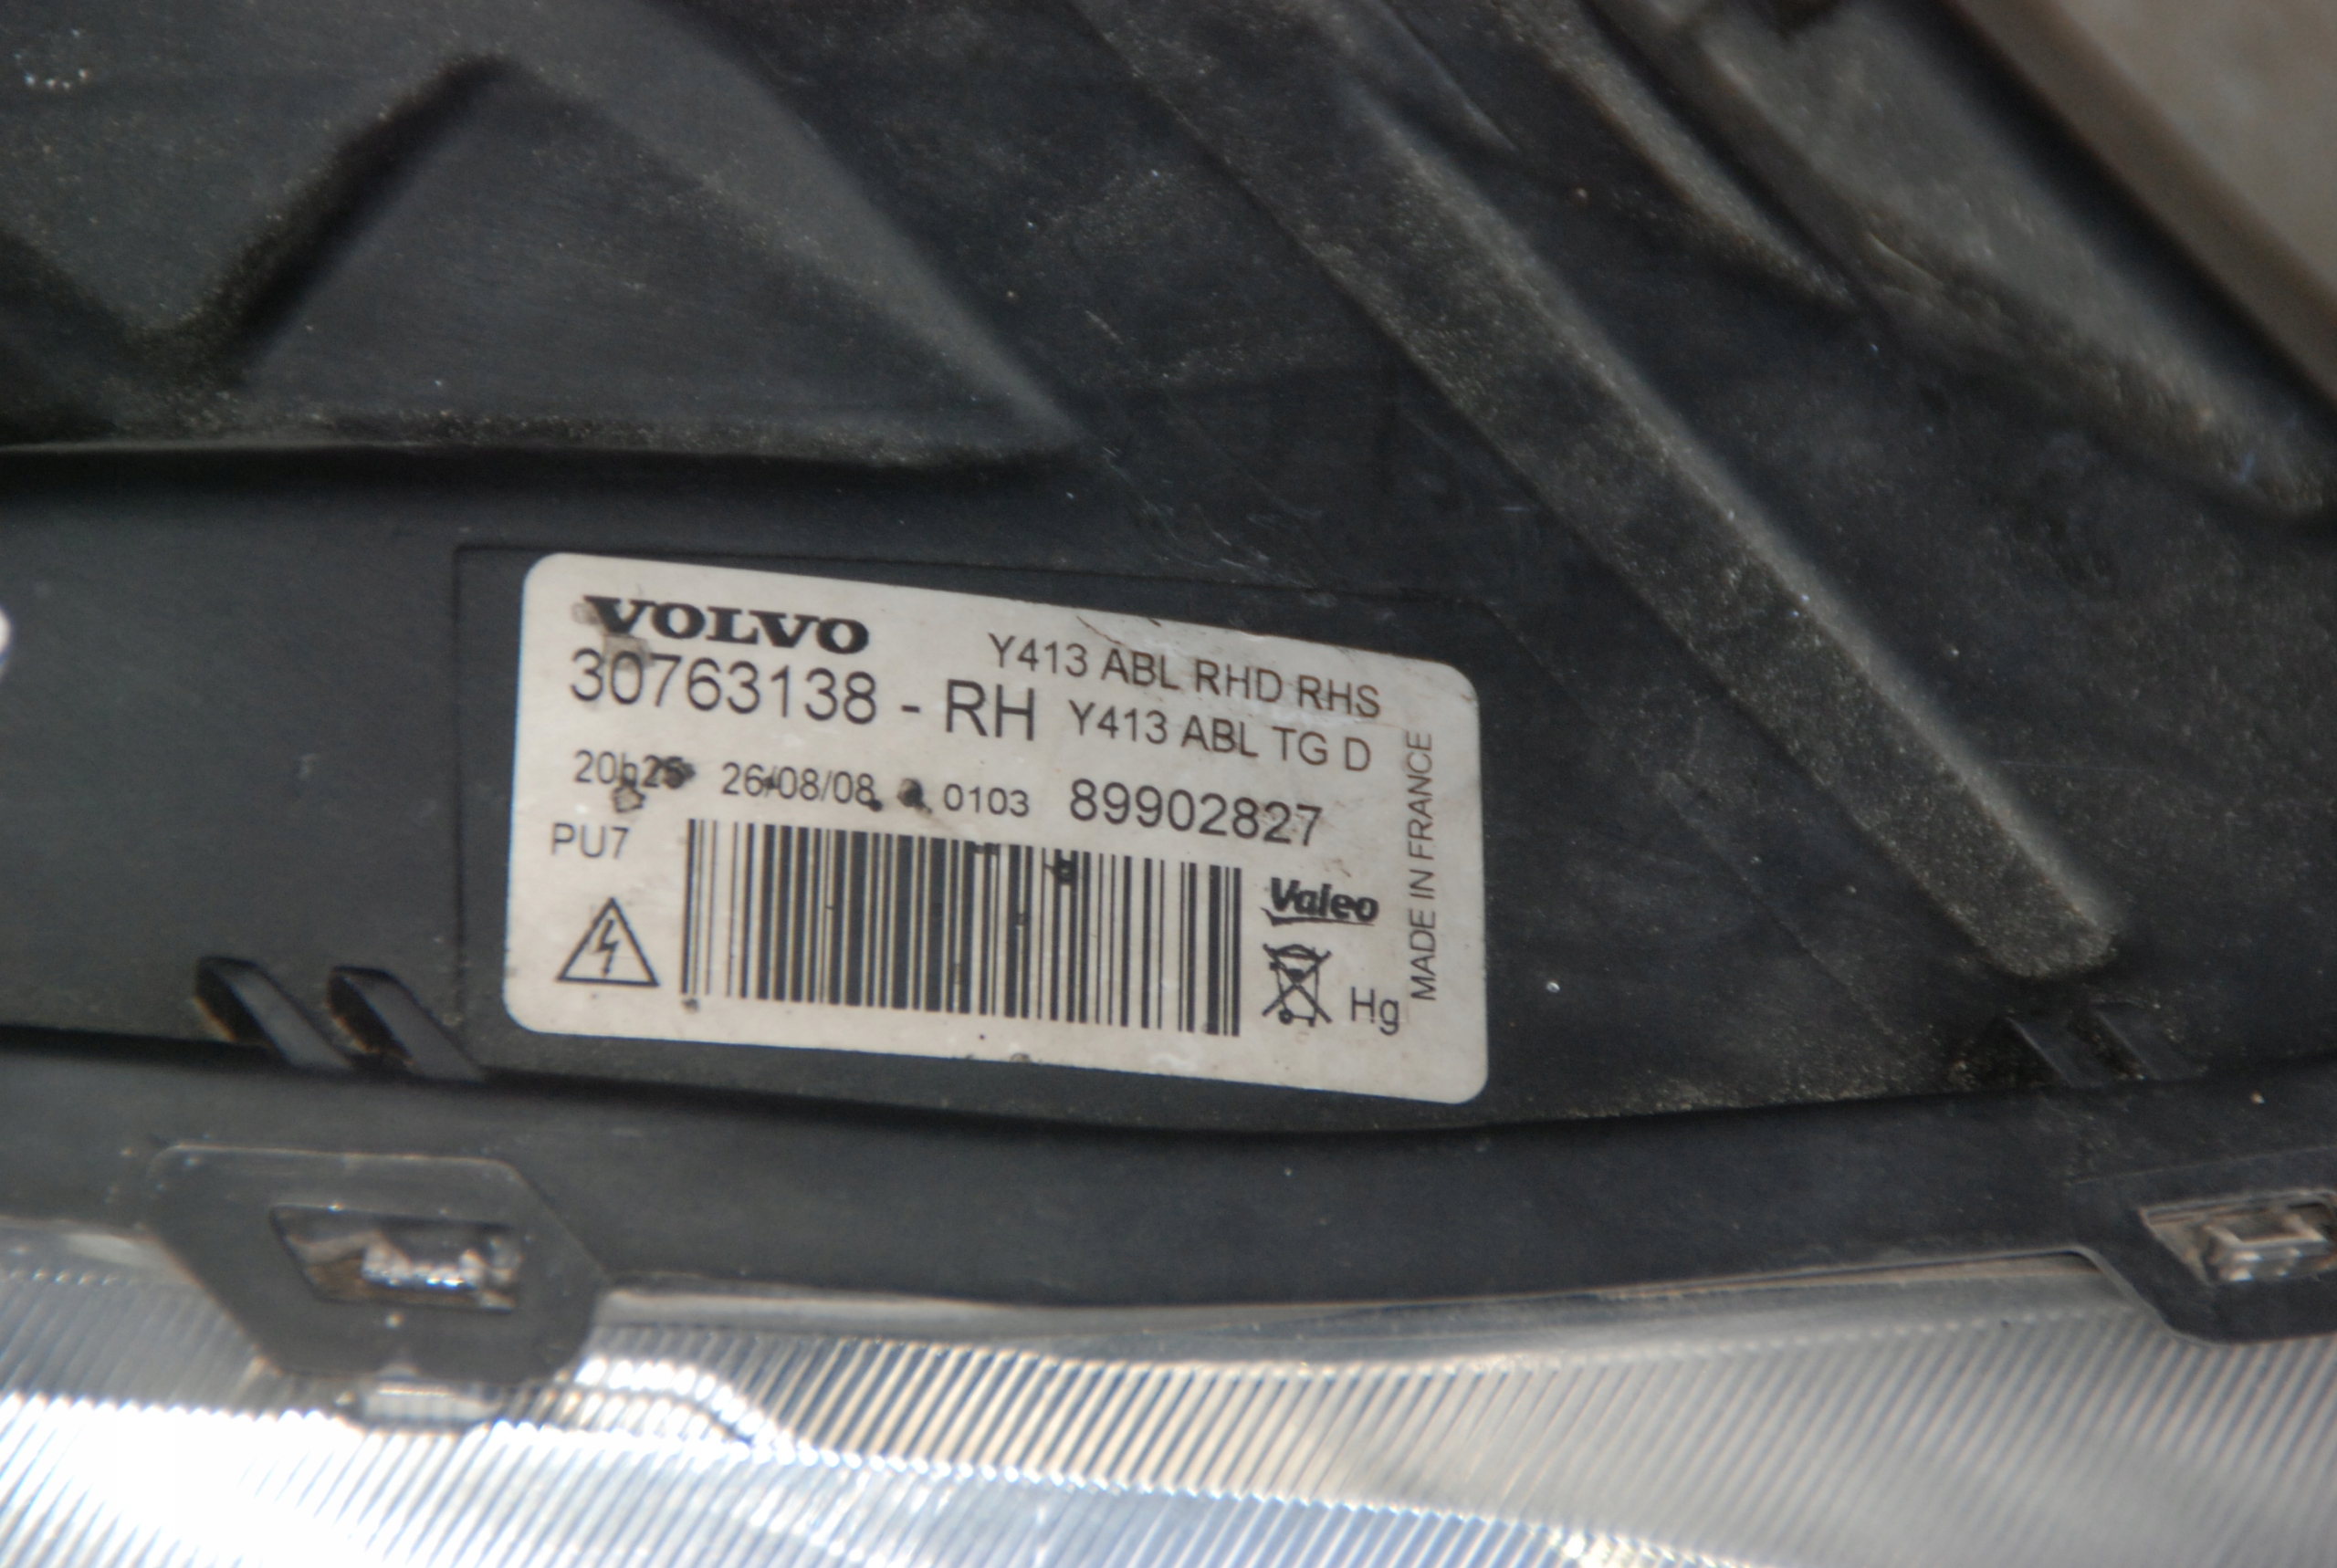 VOLVO
Y413 ABL RHD RHS
30763138 - RH
Y413 ABL TG D
20h25 26/08/08 0103 89902827
PU7
Valeo
Hg
MADE IN FRANCE